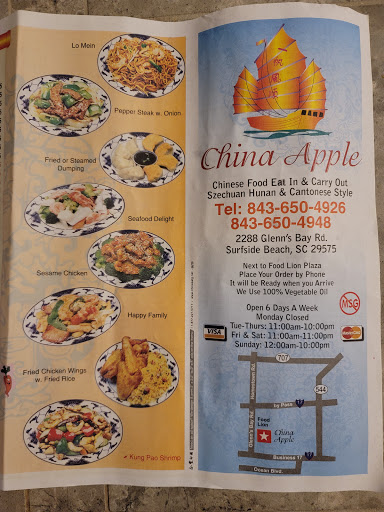 Lo Mein
Pepper Steak w. Onion
Fried or Steamed
Dumping
Seafood Delight
Sesame Chicken
Happy Family
Fried Chicken Wings
w. Fried Rice
Kung Pao Shrimp
China Apple
Chinese Food Eat In & Carry Out
Szechuan Hunan & Cantonese Style
Tel: 843-650-4926
843-650-4948
2288 Glenn's Bay Rd.
Surfside Beach, SC 29575
Next to Food Lion Plaza
Place Your Order by Phone
It will be Ready when you Arrive
We Use 100% Vegetable Oil
MSG
Open 6 Days A Week
Monday Closed
Tue-Thurs: 11:00am-10:00pm
Fri & Sat: 11:00am-11:00pm
Sunday: 12:00am-10:00pm
VISA
MasterCard
707
544
by Pass
17
Food
Lion
China
Apple
Business 17
Ocean Blvd.